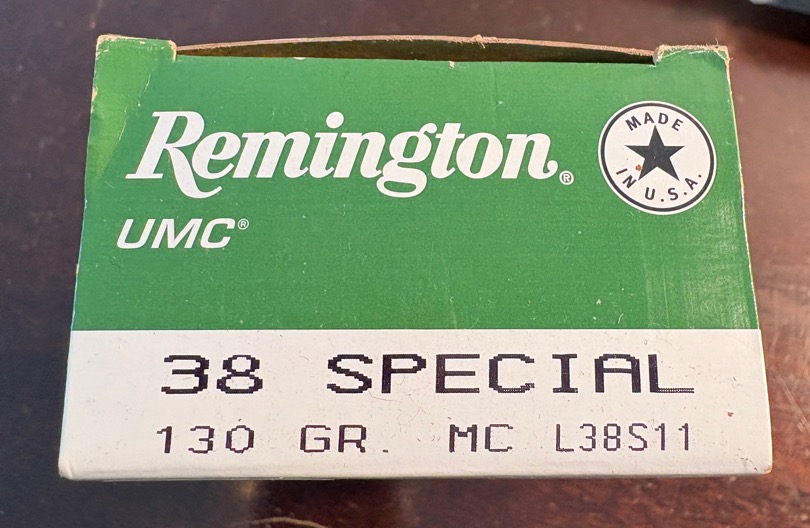 Remington®
MADE
IN U.S.A.
UMC®
38 SPECIAL
130 GR. MC L38S11